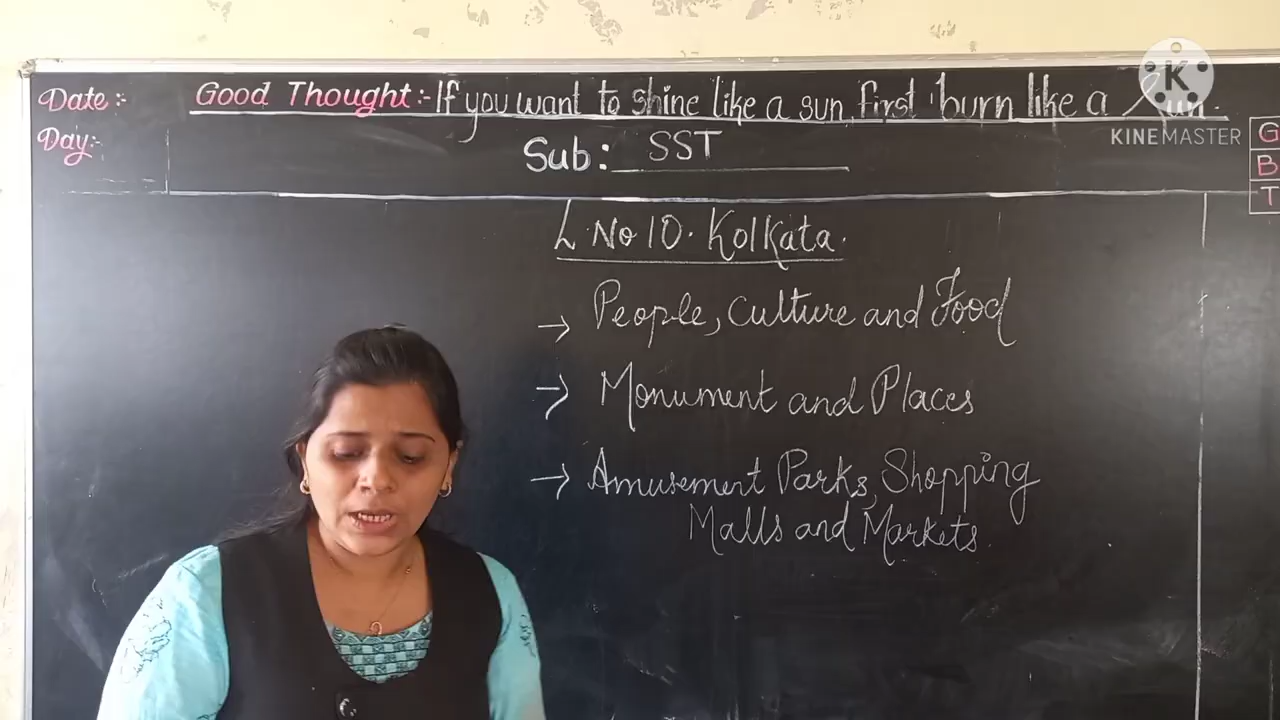 Date:-
Good Thought:- If you want to shine like a sun, first burn like a sun.
Day:-
Sub: SST
K
KINEMASTER
G
B
T
L.No 10. Kolkata.
→ People, Culture and Food
→ Monument and Places
→ Amusement Parks, Shopping
Malls and Markets.